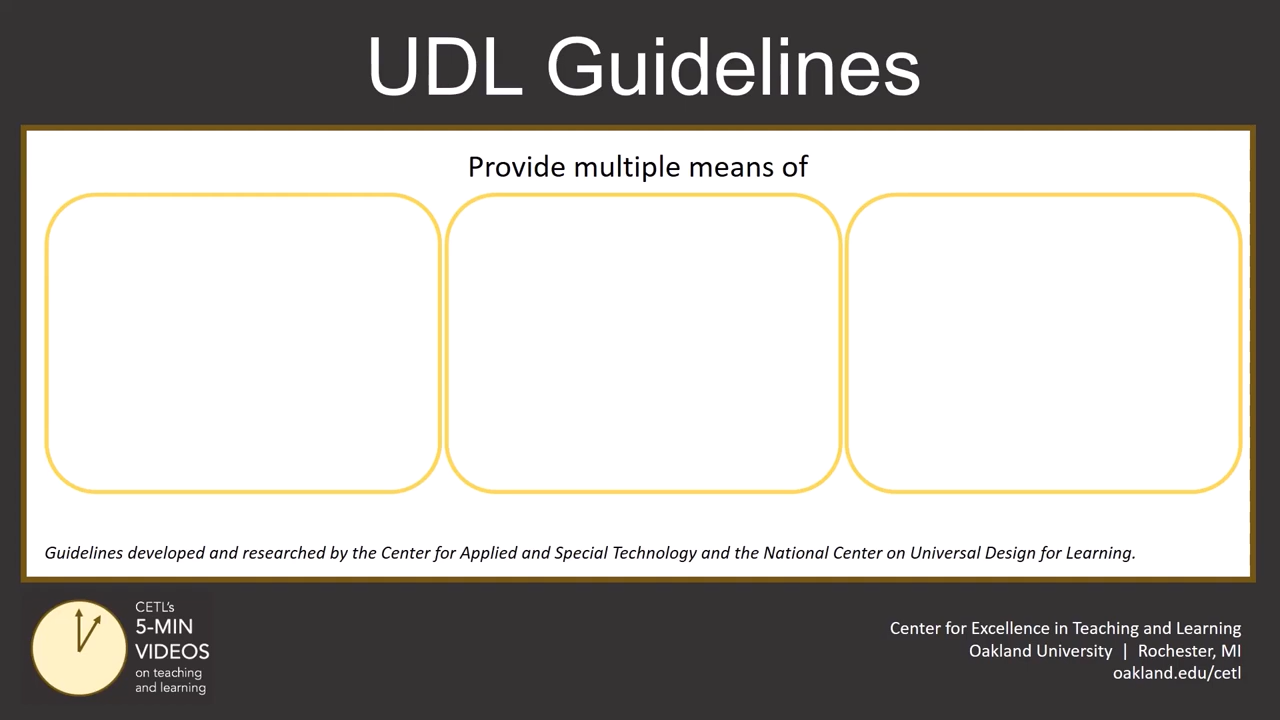 UDL Guidelines
Provide multiple means of
Guidelines developed and researched by the Center for Applied and Special Technology and the National Center on Universal Design for Learning.
CETL's
5-MIN
VIDEOS
on teaching
and learning
Center for Excellence in Teaching and Learning
Oakland University | Rochester, MI
oakland.edu/cetl